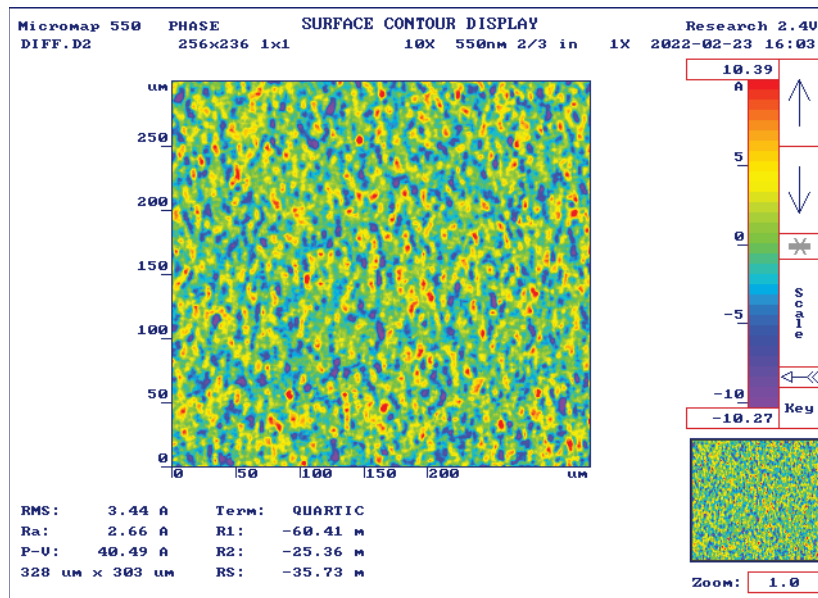 Micromap 550 PHASE SURFACE CONTOUR DISPLAY Research 2.4V
DIFF.D2 256x236 1x1 10X 550nm 2/3 in 1X 2022-02-23 16:03
10.39
A
5
0
-5
-10
-10.27
Scale
Key
um
250
200
150
100
50
0
0 50 100 150 200 um
RMS: 3.44 A Term: QUARTIC
Ra: 2.66 A R1: -60.41 m
P-V: 40.49 A R2: -25.36 m
328 um x 303 um RS: -35.73 m
Zoom: 1.0